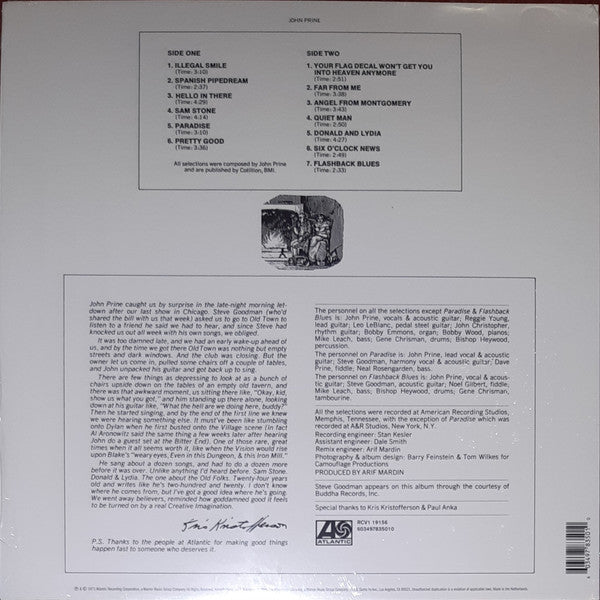 JOHN PRINE
SIDE ONE
1. ILLEGAL SMILE
(Time: 3:10)
2. SPANISH PIPEDREAM
(Time: 2:37)
3. HELLO IN THERE
(Time: 4:29)
4. SAM STONE
(Time: 4:14)
5. PARADISE
(Time: 3:10)
6. PRETTY GOOD
(Time: 3:36)
All selections were composed by John Prine
and are published by Cotillion, BMI.
SIDE TWO
1. YOUR FLAG DECAL WON'T GET YOU
INTO HEAVEN ANYMORE
(Time: 2:51)
2. FAR FROM ME
(Time: 3:38)
3. ANGEL FROM MONTGOMERY
(Time: 3:43)
4. QUIET MAN
(Time: 2:50)
5. DONALD AND LYDIA
(Time: 4:27)
6. SIX O'CLOCK NEWS
(Time: 2:49)
7. FLASHBACK BLUES
(Time: 2:33)
John Prine caught us by surprise in the late-night morning let-
down after our last show in Chicago. Steve Goodman (who'd
shared the bill with us that week) asked us to go to Old Town to
listen to a friend he said we had to hear, and since Steve had
knocked us out all week with his own songs, we obliged.
It was too damned late, and we had an early wake-up ahead of
us, and by the time we got there Old Town was nothing but empty
streets and dark windows. And the club was closing. But the
owner let us come in, pulled some chairs off a couple of tables,
and John unpacked his guitar and got back up to sing.
There are few things as depressing to look at as a bunch of
chairs upside down on the tables of an empty old tavern, and
there was that awkward moment, us sitting there like, "Okay, kid,
show us what you got," and him standing up there alone, looking
down at his guitar like, "What the hell are we doing here, buddy?"
Then he started singing, and by the end of the first line we knew
we were hearing something else. It must've been like stumbling
onto Dylan when he first busted onto the Village scene (in fact
Al Aronowitz said the same thing a few weeks later after hearing
John do a guest set at the Bitter End). One of those rare, great
times when it all seems worth it, like when the Vision would rise
upon Blake's "weary eyes, Even in this Dungeon, & this Iron Mill."
He sang about a dozen songs, and had to do a dozen more
before it was over. Unlike anything I'd heard before. Sam Stone.
Donald & Lydia. The one about the Old Folks. Twenty-four years
old and writes like he's two-hundred and twenty. I don't know
where he comes from, but I've got a good idea where he's going.
We went away believers, reminded how goddamned good it feels
to be turned on by a real Creative Imagination.
Kris Kristofferson
P.S. Thanks to the people at Atlantic for making good things
happen fast to someone who deserves it.
The personnel on all the selections except Paradise & Flashback
Blues is: John Prine, vocals & acoustic guitar; Reggie Young,
lead guitar; Leo LeBlanc, pedal steel guitar; John Christopher,
rhythm guitar; Bobby Emmons, organ; Bobby Wood, pianos;
Mike Leach, bass; Gene Chrisman, drums; Bishop Heywood,
percussion.
The personnel on Paradise is: John Prine, lead vocal & acoustic
guitar; Steve Goodman, harmony vocal & acoustic guitar; Dave
Prine, fiddle; Neal Rosengarden, bass.
The personnel on Flashback Blues is: John Prine, vocal & acous-
tic guitar; Steve Goodman, acoustic guitar; Noel Gilbert, fiddle;
Mike Leach, bass; Bishop Heywood, drums; Gene Chrisman,
tambourine.
All the selections were recorded at American Recording Studios,
Memphis, Tennessee, with the exception of Paradise which was
recorded at A&R Studios, New York, N.Y.
Recording engineer: Stan Kesler
Assistant engineer: Dale Smith
Remix engineer: Arif Mardin
Photography & album design: Barry Feinstein & Tom Wilkes for
Camouflage Productions
PRODUCED BY ARIF MARDIN
Steve Goodman appears on this album through the courtesy of
Buddha Records, Inc.
Special thanks to Kris Kristofferson & Paul Anka
ATLANTIC
RCV1 19156
603497835010